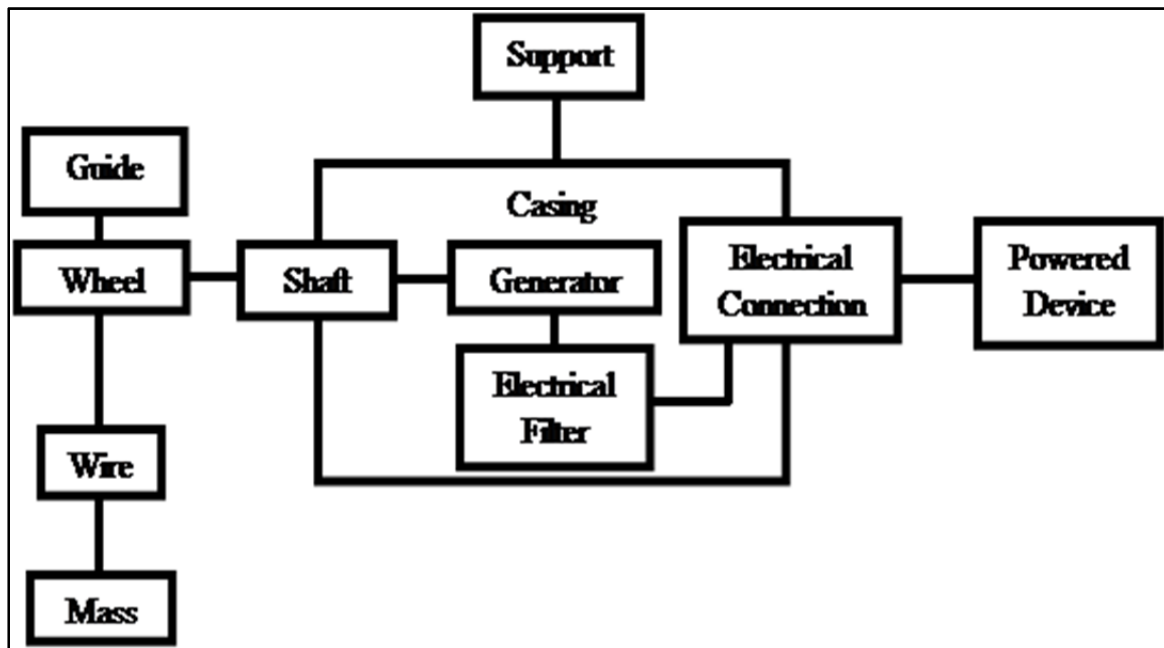 Support
Guide
Casing
Wheel
Shaft
Generator
Electrical
Connection
Powered
Device
Electrical
Filter
Wire
Mass